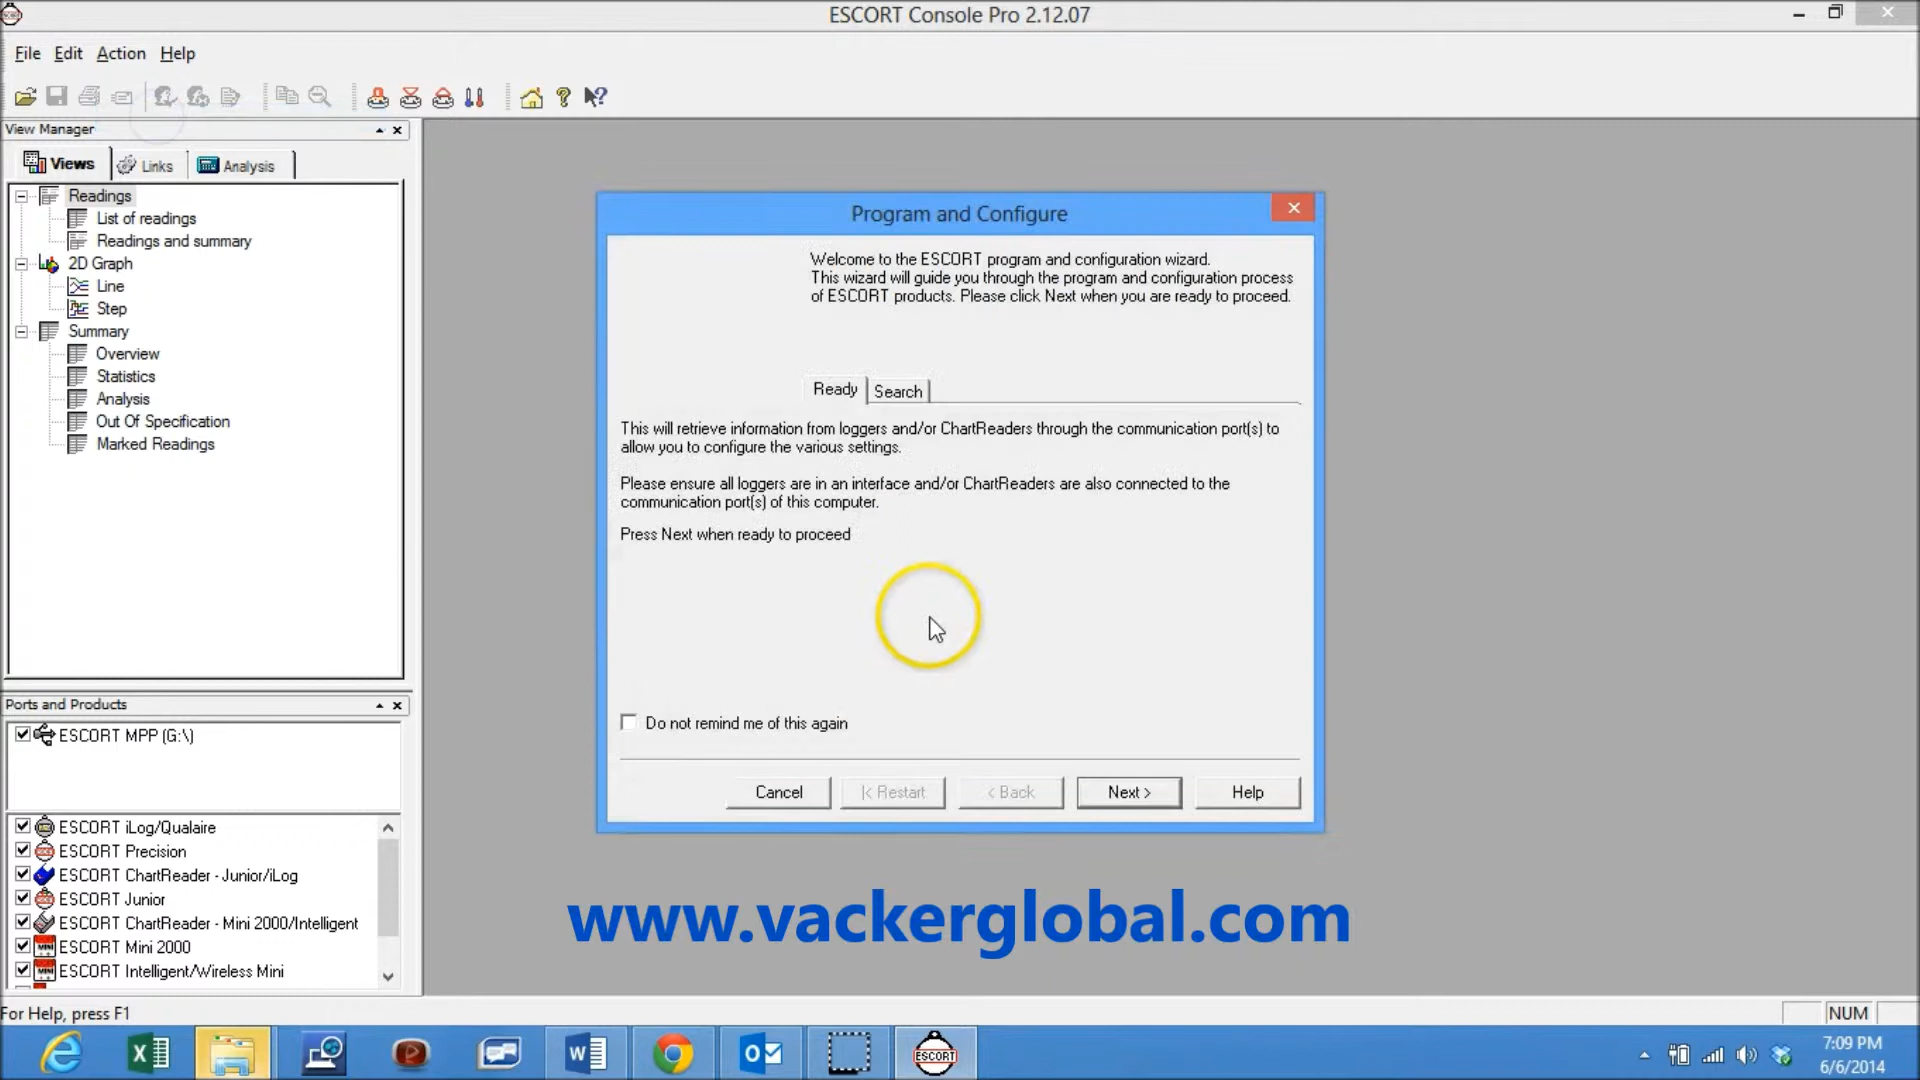 ESCORT Console Pro 2.12.07
File Edit Action Help
View Manager
Views Links Analysis
Readings
List of readings
Readings and summary
2D Graph
Line
Step
Summary
Overview
Statistics
Analysis
Out Of Specification
Marked Readings
Ports and Products
ESCORT MPP (G:\)
ESCORT iLog/Qualaire
ESCORT Precision
ESCORT ChartReader - Junior/iLog
ESCORT Junior
ESCORT ChartReader - Mini 2000/Intelligent
ESCORT Mini 2000
ESCORT Intelligent/Wireless Mini
Program and Configure
Welcome to the ESCORT program and configuration wizard.
This wizard will guide you through the program and configuration process
of ESCORT products. Please click Next when you are ready to proceed.
Ready Search
This will retrieve information from loggers and/or ChartReaders through the communication port(s) to
allow you to configure the various settings.
Please ensure all loggers are in an interface and/or ChartReaders are also connected to the
communication port(s) of this computer.
Press Next when ready to proceed
Do not remind me of this again
Cancel |< Restart < Back Next > Help
www.vackerglobal.com
For Help, press F1
NUM
ESCORT
7:09 PM
6/6/2014